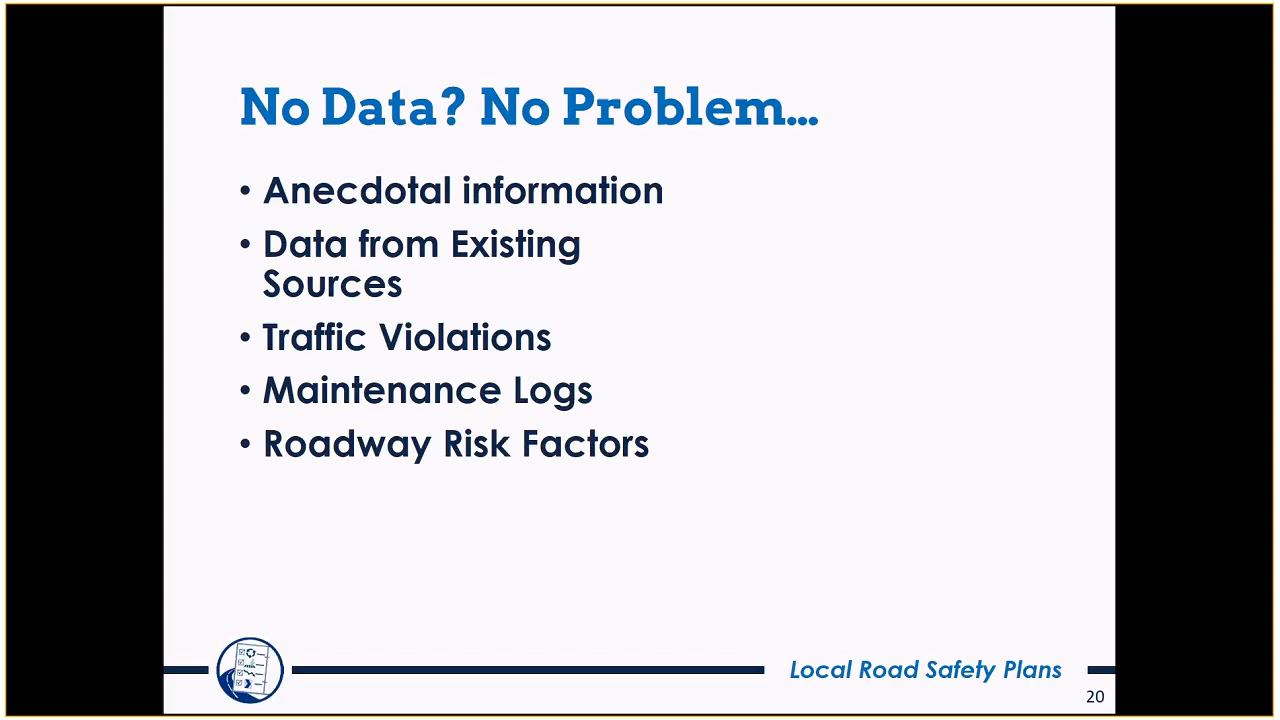 No Data? No Problem...
• Anecdotal information
• Data from Existing
Sources
• Traffic Violations
• Maintenance Logs
• Roadway Risk Factors
Local Road Safety Plans
20